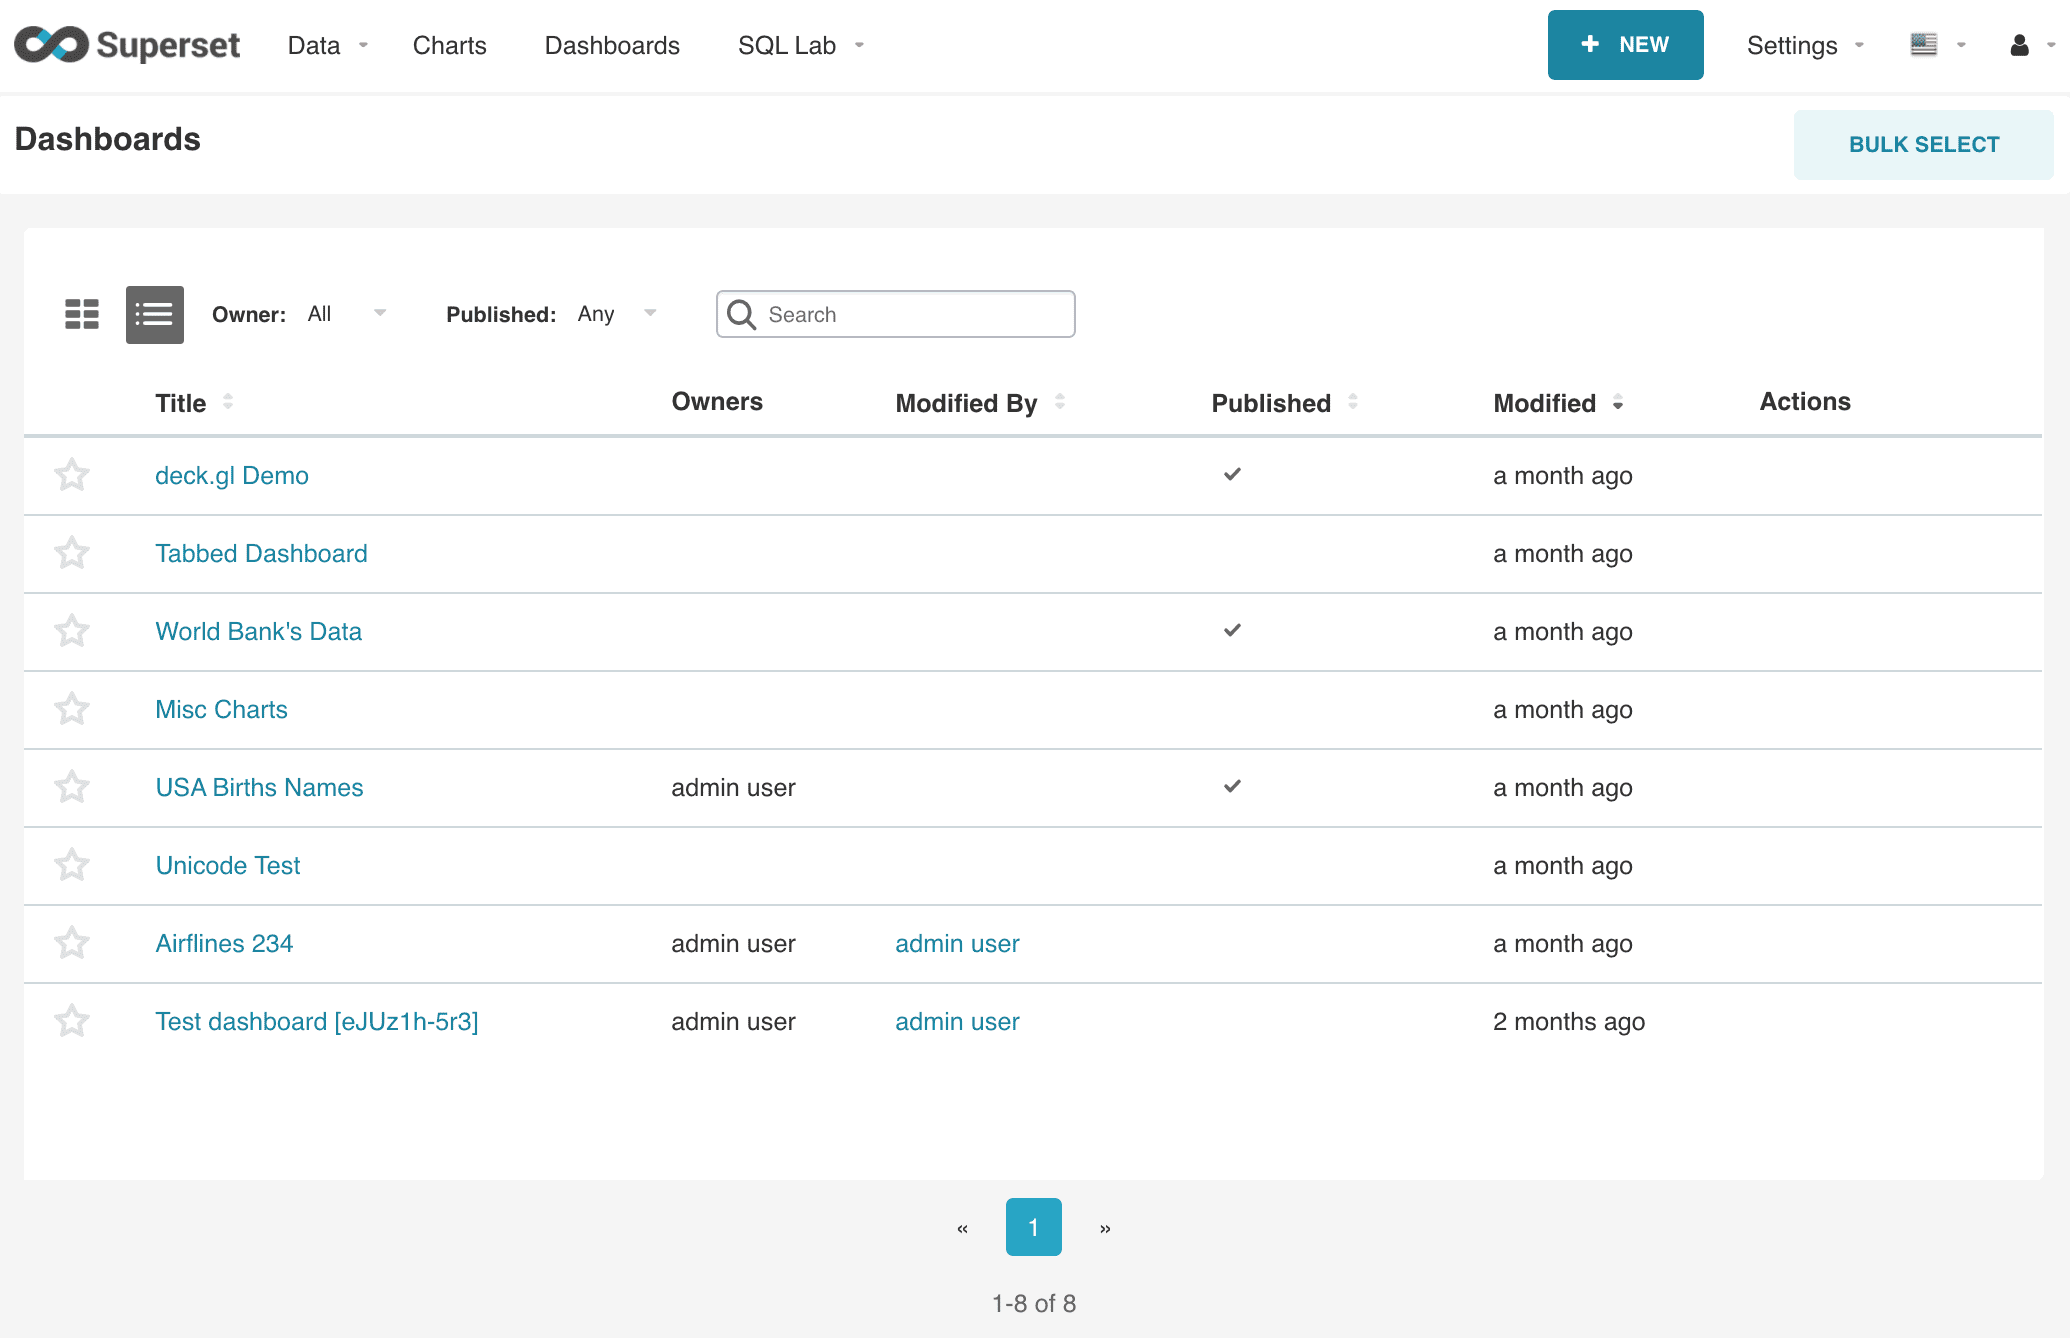 Superset Data Charts Dashboards SQL Lab + NEW Settings
Dashboards BULK SELECT
Owner: All Published: Any Search
Title Owners Modified By Published Modified Actions
deck.gl Demo a month ago
Tabbed Dashboard a month ago
World Bank's Data a month ago
Misc Charts a month ago
USA Births Names admin user a month ago
Unicode Test a month ago
Airflines 234 admin user admin user a month ago
Test dashboard [eJUz1h-5r3] admin user admin user 2 months ago
« 1 »
1-8 of 8